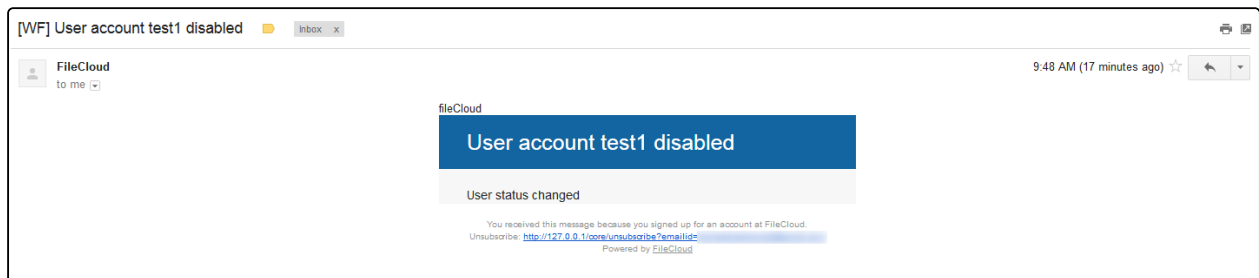 [WF] User account test1 disabled Inbox x
FileCloud 9:48 AM (17 minutes ago)
to me
fileCloud
User account test1 disabled
User status changed
You received this message because you signed up for an account at FileCloud.
Unsubscribe: http://127.0.0.1/core/unsubscribe?emailid=
Powered by FileCloud